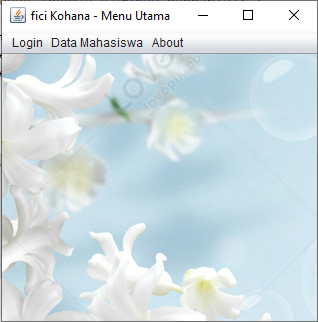 fici Kohana - Menu Utama
Login Data Mahasiswa About